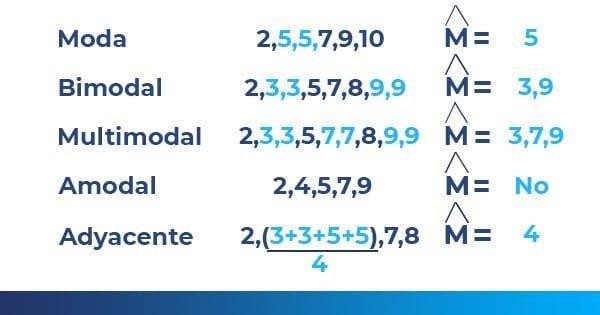 Moda 2,5,5,7,9,10 M̂ = 5
Bimodal 2,3,3,5,7,8,9,9 M̂ = 3,9
Multimodal 2,3,3,5,7,7,8,9,9 M̂ = 3,7,9
Amodal 2,4,5,7,9 M̂ = No
Adyacente 2,(3+3+5+5),7,8 M̂ = 4
4